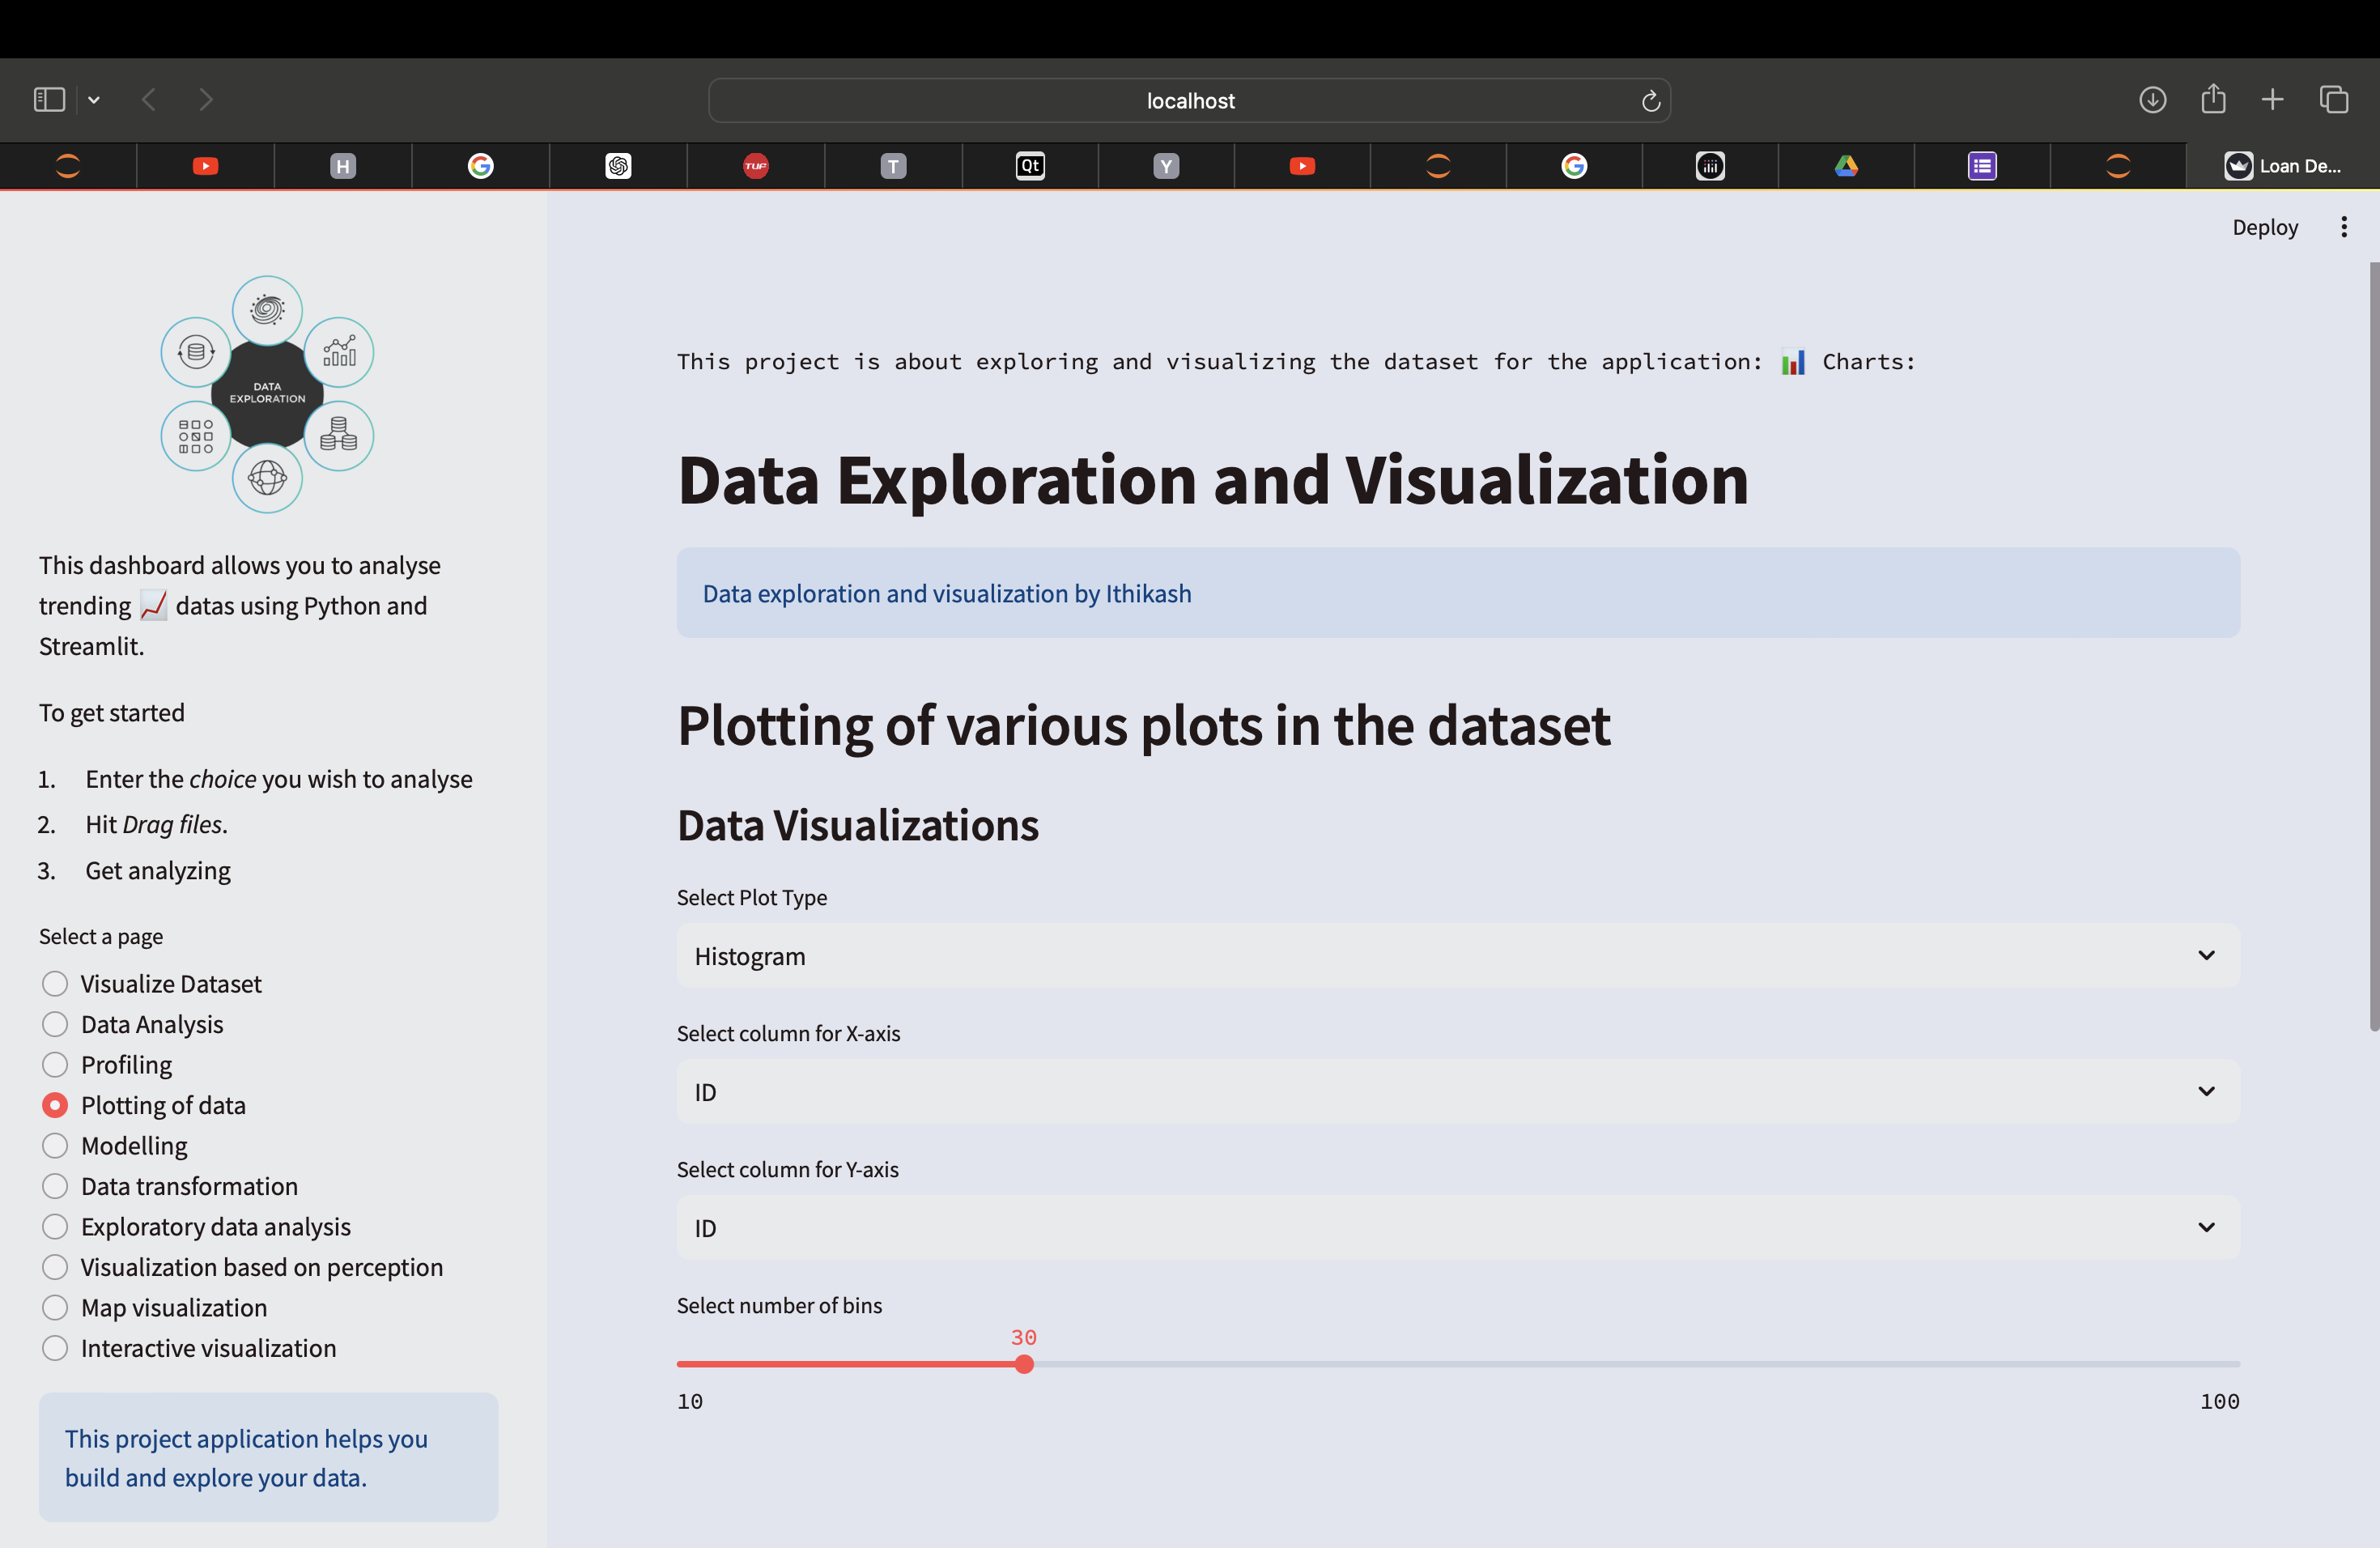 localhost
H
T
Qt
Y
TUP
Loan De...
Deploy
DATA
EXPLORATION
This dashboard allows you to analyse
trending 📈 datas using Python and
Streamlit.
To get started
1. Enter the choice you wish to analyse
2. Hit Drag files.
3. Get analyzing
Select a page
Visualize Dataset
Data Analysis
Profiling
Plotting of data
Modelling
Data transformation
Exploratory data analysis
Visualization based on perception
Map visualization
Interactive visualization
This project application helps you
build and explore your data.
This project is about exploring and visualizing the dataset for the application: 📊 Charts:
Data Exploration and Visualization
Data exploration and visualization by Ithikash
Plotting of various plots in the dataset
Data Visualizations
Select Plot Type
Histogram
Select column for X-axis
ID
Select column for Y-axis
ID
Select number of bins
30
10
100